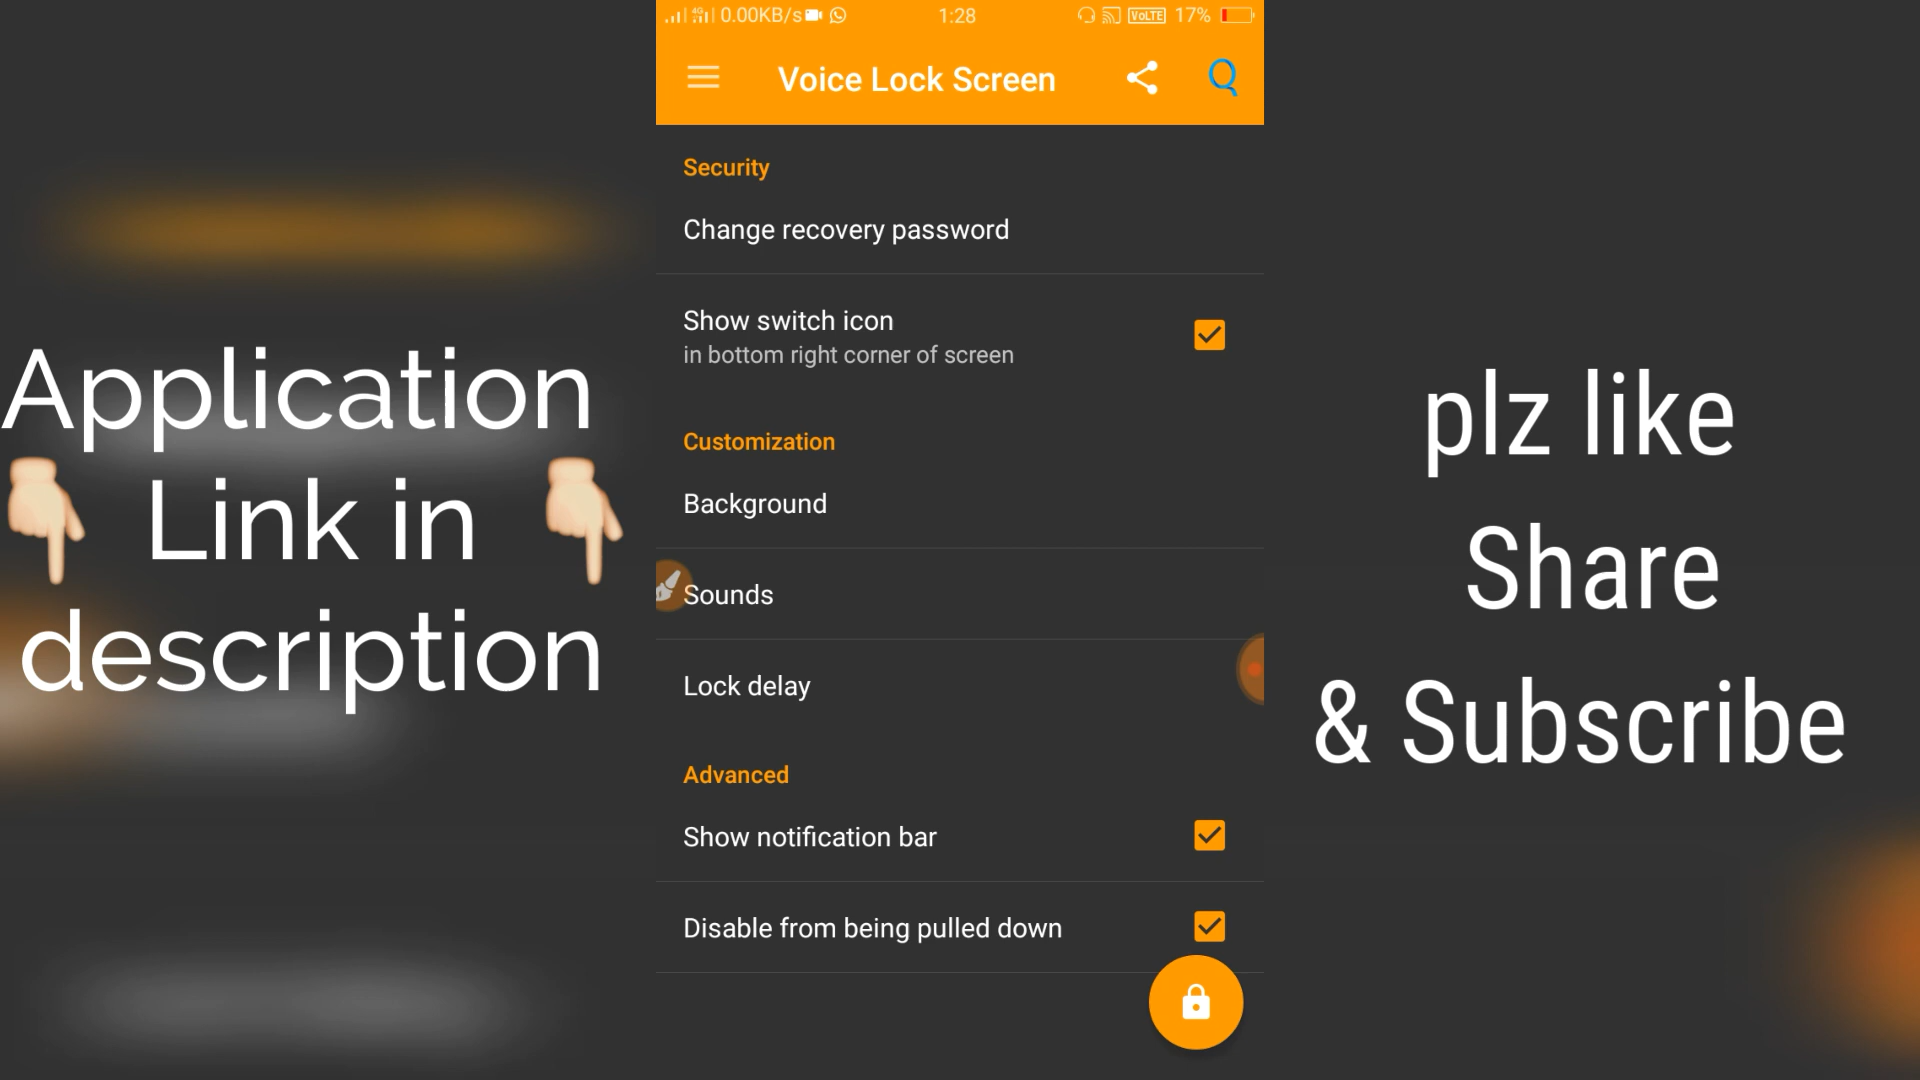 0.00KB/s 1:28 VoLTE 17%
Voice Lock Screen
Security
Change recovery password
Show switch icon
in bottom right corner of screen
Customization
Background
Sounds
Lock delay
Advanced
Show notification bar
Disable from being pulled down
Application
Link in
description
plz like
Share
& Subscribe